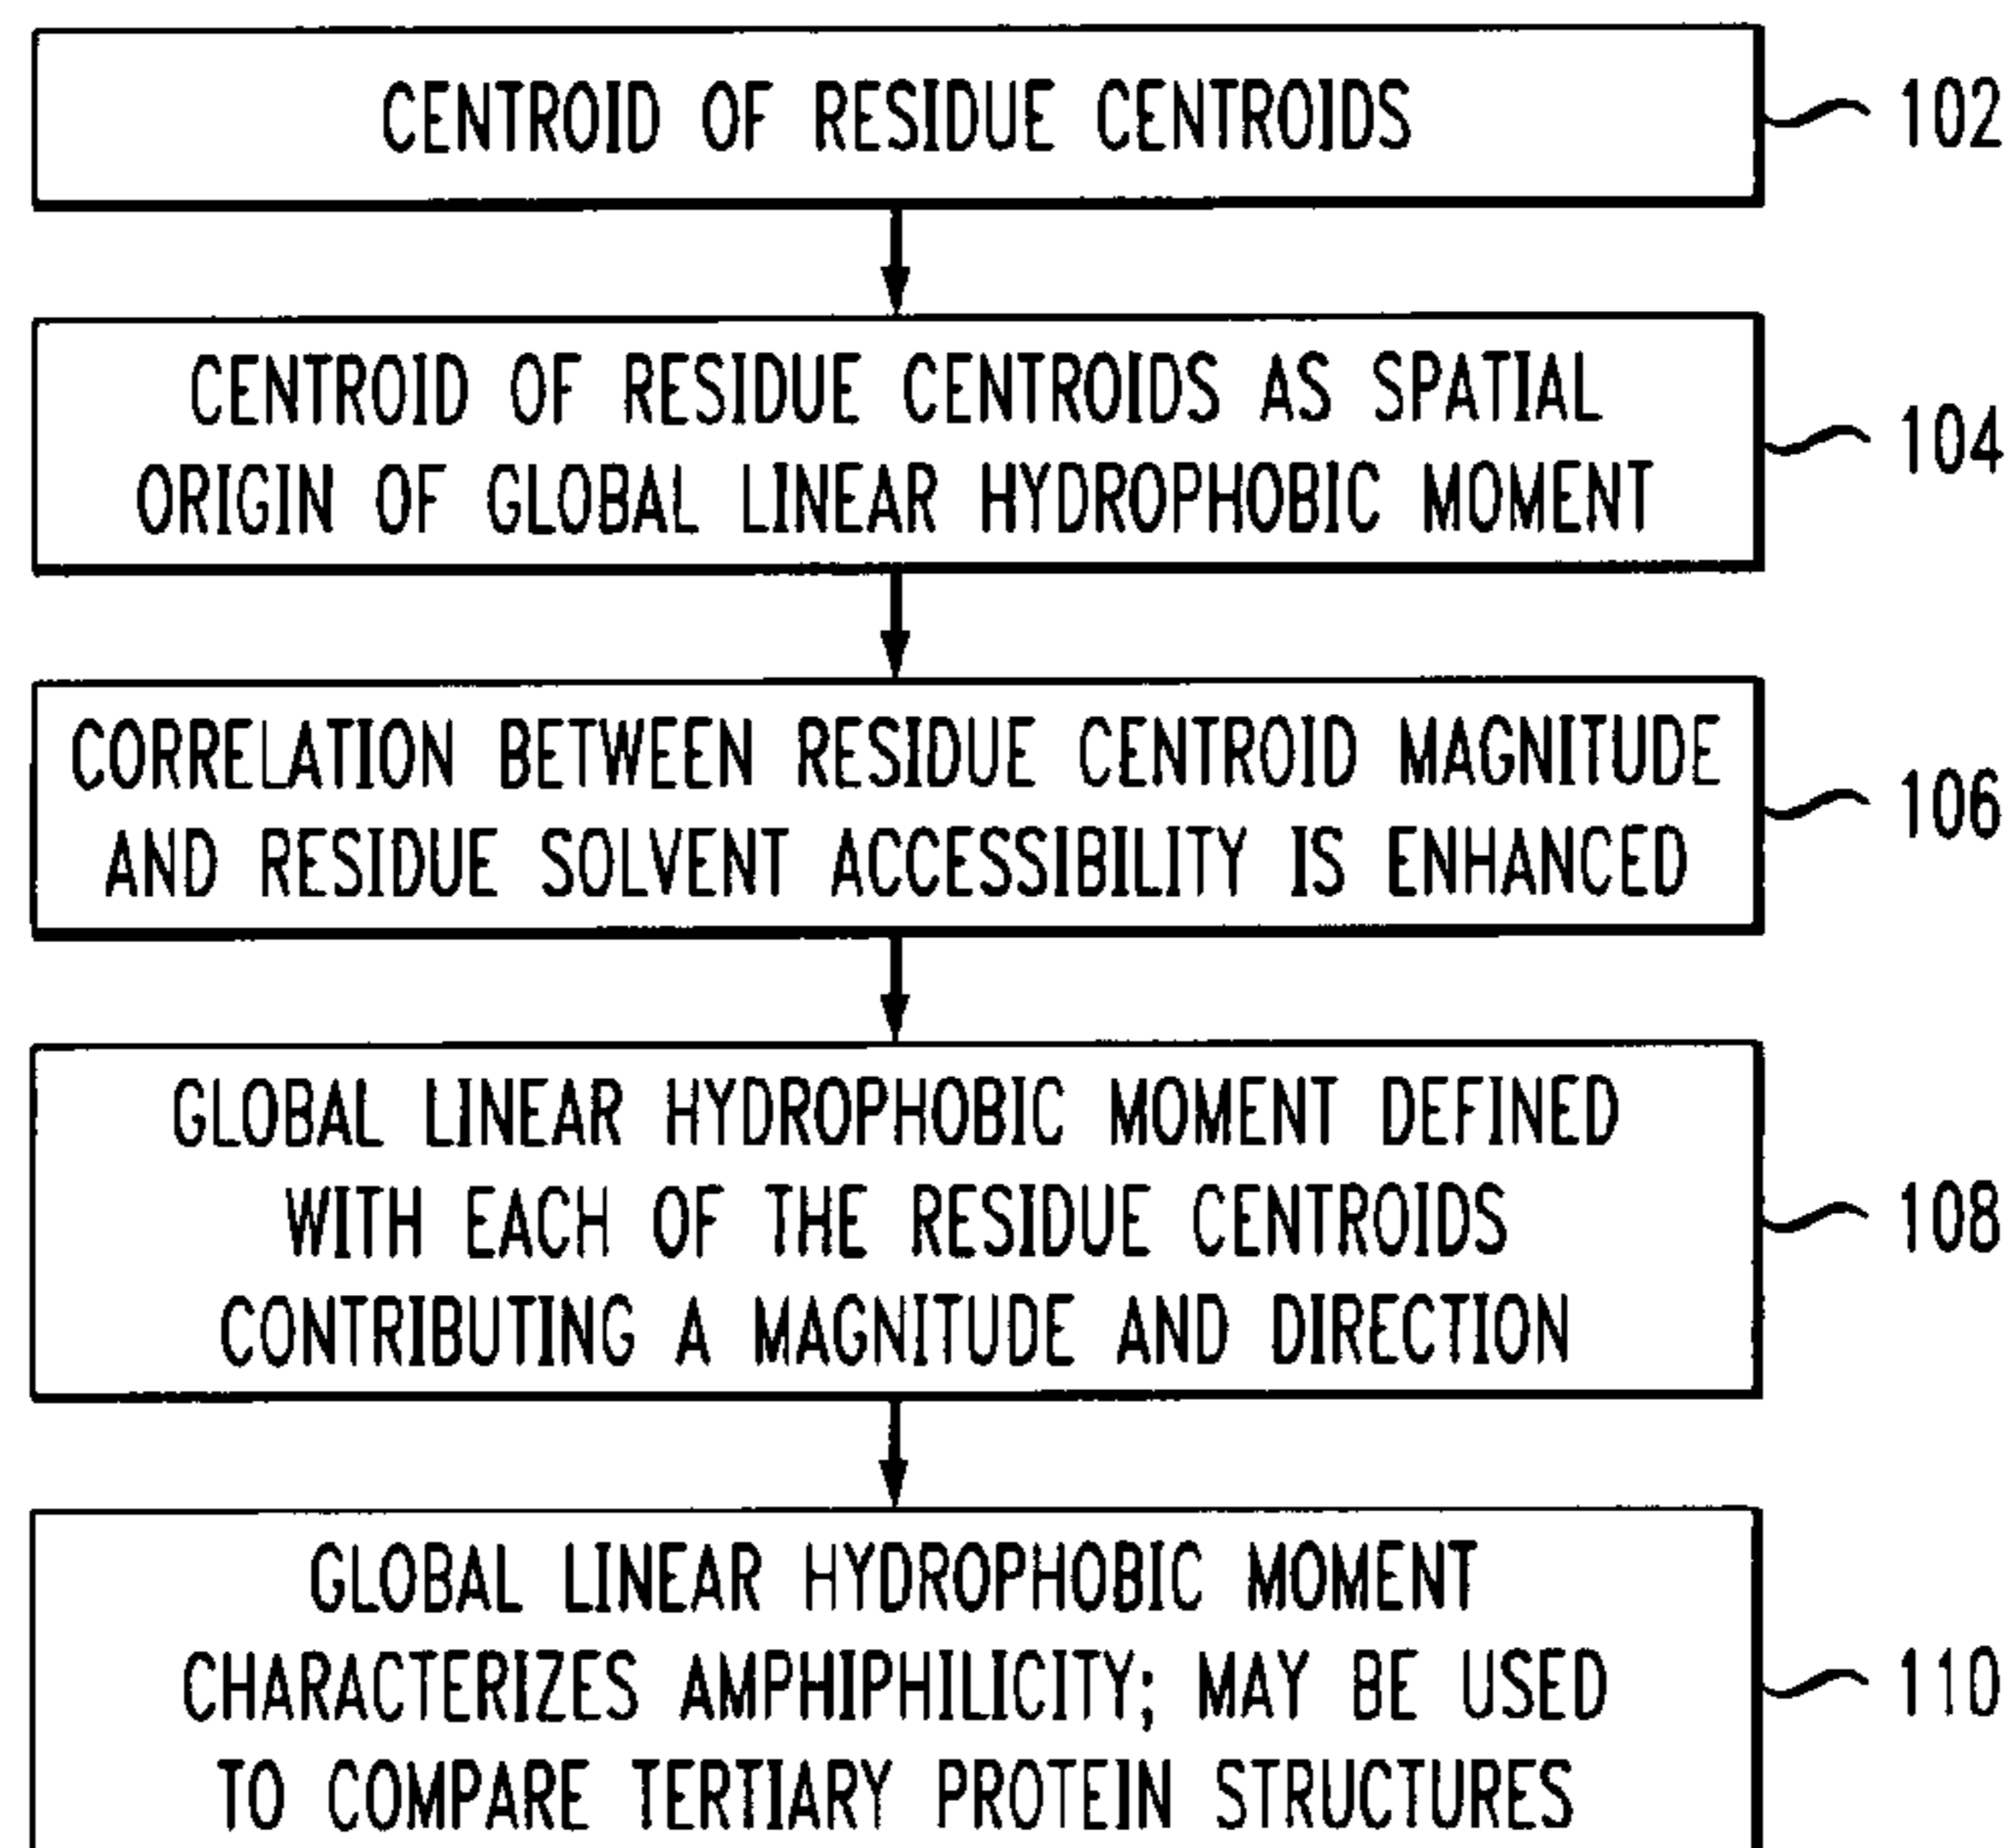 CENTROID OF RESIDUE CENTROIDS
102
CENTROID OF RESIDUE CENTROIDS AS SPATIAL
ORIGIN OF GLOBAL LINEAR HYDROPHOBIC MOMENT
104
CORRELATION BETWEEN RESIDUE CENTROID MAGNITUDE
AND RESIDUE SOLVENT ACCESSIBILITY IS ENHANCED
106
GLOBAL LINEAR HYDROPHOBIC MOMENT DEFINED
WITH EACH OF THE RESIDUE CENTROIDS
CONTRIBUTING A MAGNITUDE AND DIRECTION
108
GLOBAL LINEAR HYDROPHOBIC MOMENT
CHARACTERIZES AMPHIPHILICITY; MAY BE USED
TO COMPARE TERTIARY PROTEIN STRUCTURES
110